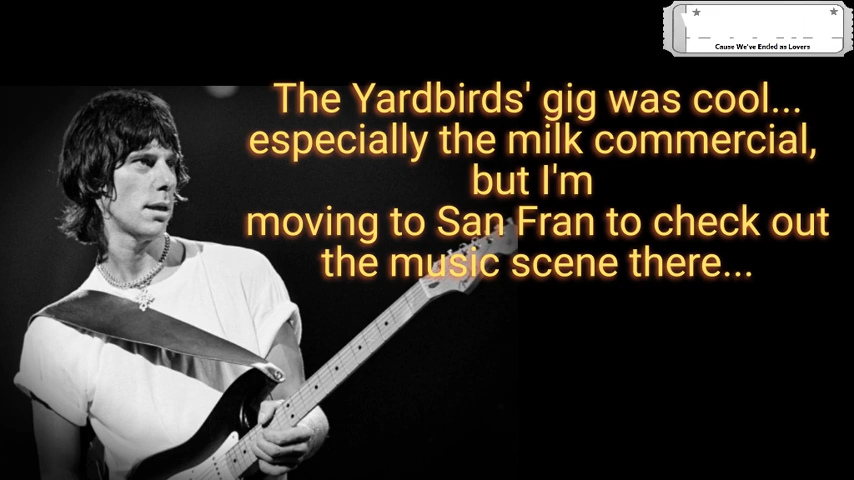 Cause We've Ended as Lovers
The Yardbirds' gig was cool...
especially the milk commercial,
but I'm
moving to San Fran to check out
the music scene there...